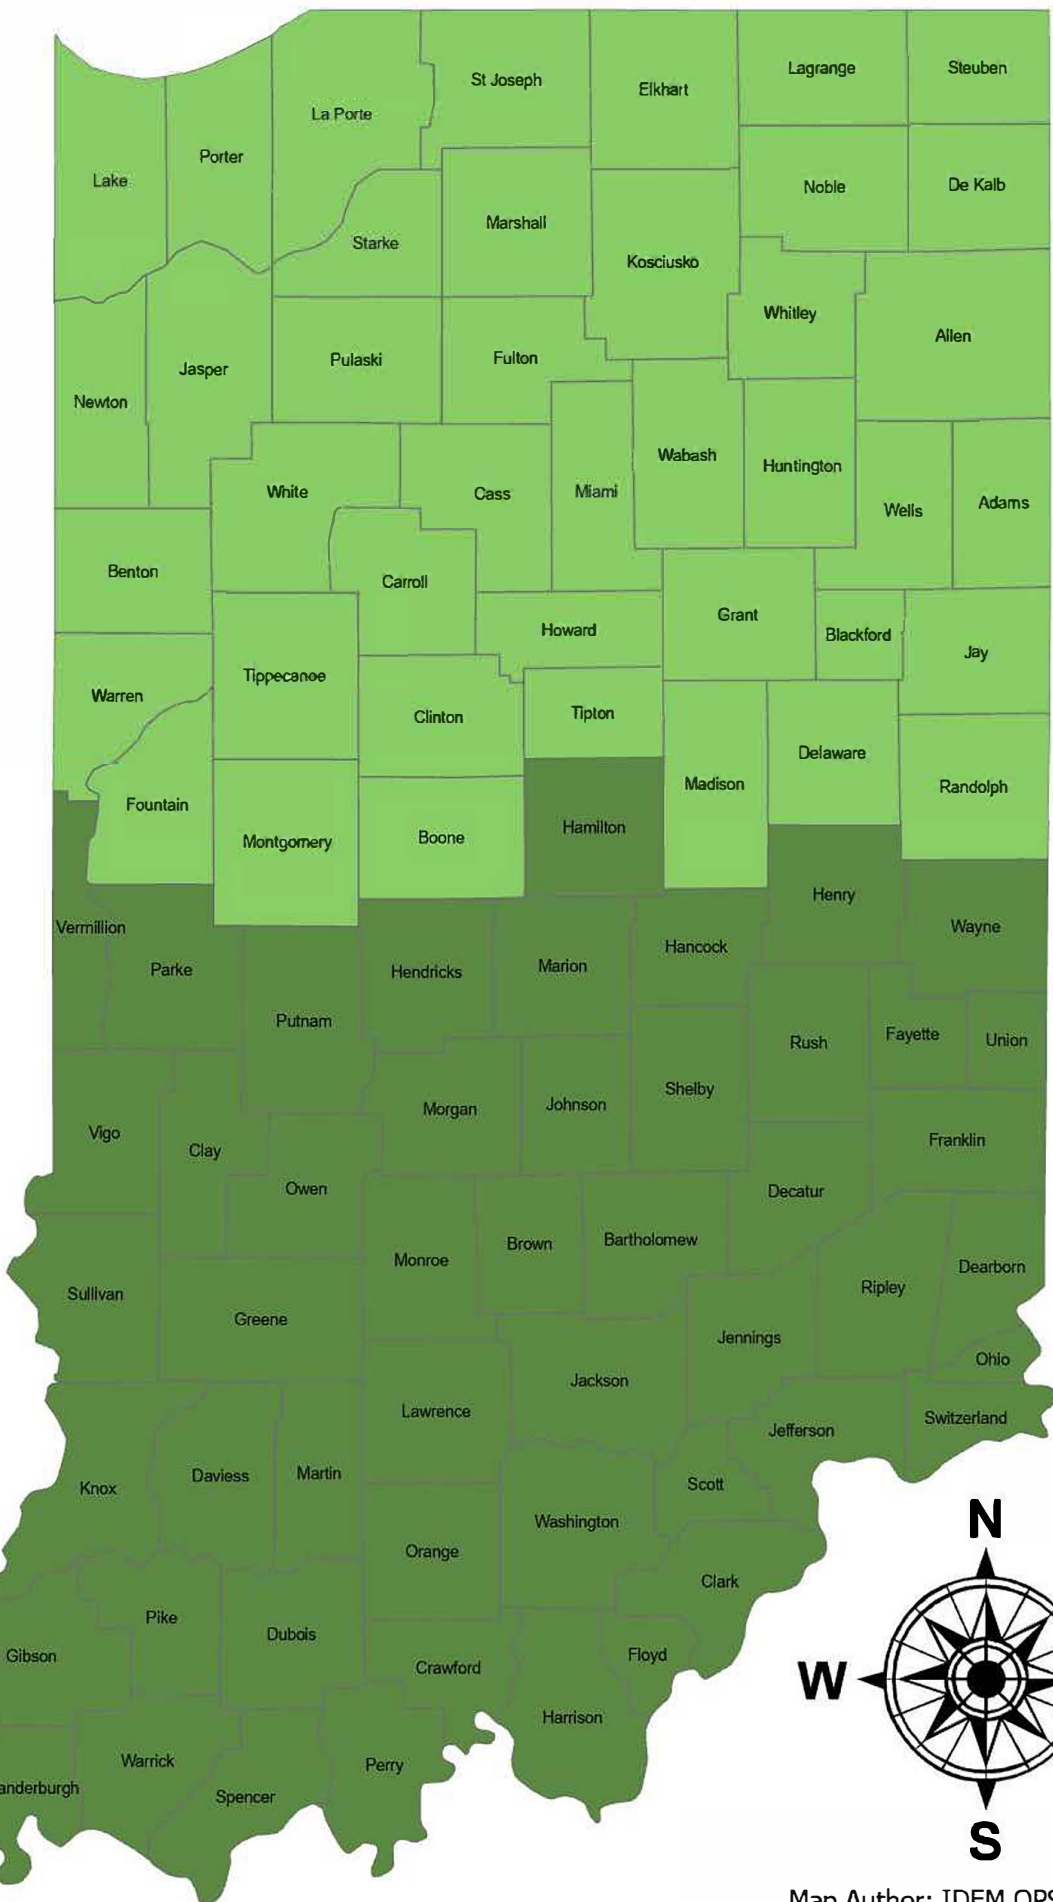 Lagrange
Steuben
St Joseph
Elkhart
La Porte
Porter
Lake
Noble
De Kalb
Marshall
Starke
Kosciusko
Whitley
Allen
Pulaski
Fulton
Jasper
Newton
Wabash
Huntington
White
Cass
Miami
Wells
Adams
Benton
Carroll
Grant
Howard
Blackford
Jay
Tippecanoe
Warren
Clinton
Tipton
Delaware
Madison
Randolph
Fountain
Hamilton
Montgomery
Boone
Henry
Vermillion
Wayne
Hancock
Parke
Hendricks
Marion
Putnam
Rush
Fayette
Union
Shelby
Morgan
Johnson
Vigo
Clay
Franklin
Owen
Decatur
Brown
Bartholomew
Monroe
Dearborn
Ripley
Sullivan
Greene
Jennings
Ohio
Jackson
Lawrence
Switzerland
Jefferson
Knox
Daviess
Martin
Scott
Washington
Orange
Clark
Pike
Dubois
Gibson
Crawford
Floyd
Harrison
Warrick
Perry
anderburgh
Spencer
N
W
S
Map Author: IDEM OPS